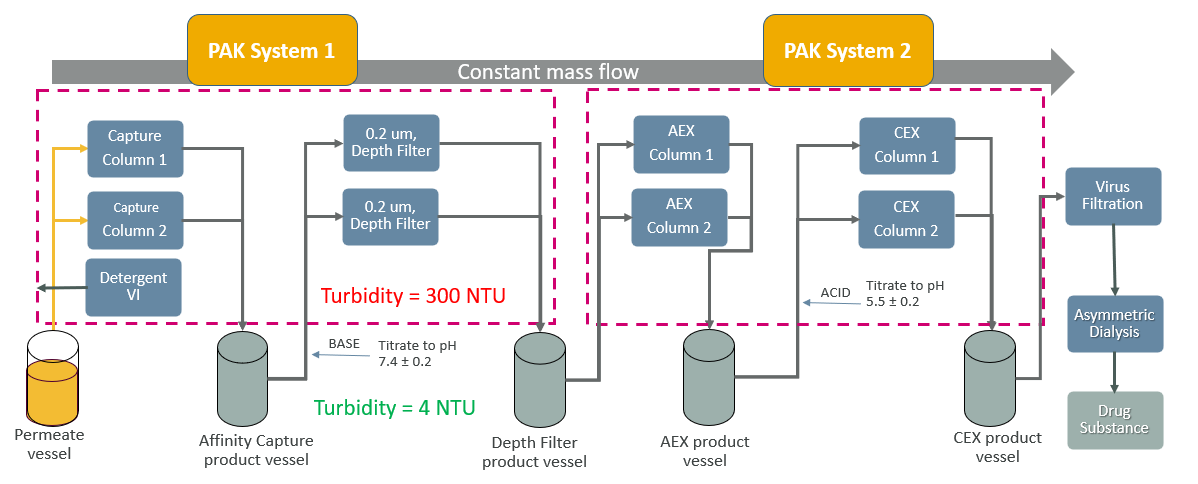 PAK System 1
PAK System 2
Constant mass flow
Capture
Column 1
Capture
Column 2
Detergent
VI
0.2 um,
Depth Filter
0.2 um,
Depth Filter
Turbidity = 300 NTU
AEX
Column 1
AEX
Column 2
CEX
Column 1
CEX
Column 2
ACID
Titrate to pH
5.5 ± 0.2
Virus
Filtration
Asymmetric
Dialysis
Drug
Substance
BASE
Titrate to pH
7.4 ± 0.2
Turbidity = 4 NTU
Permeate
vessel
Affinity Capture
product vessel
Depth Filter
product vessel
AEX product
vessel
CEX product
vessel